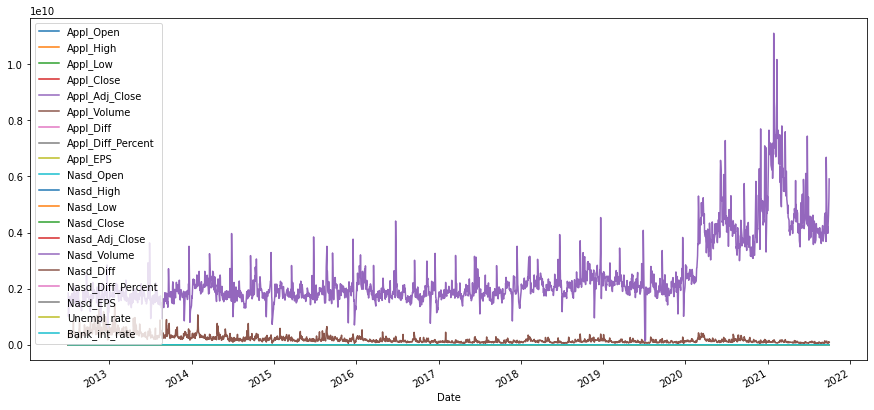 1e10
1.0
0.8
0.6
0.4
0.2
0.0
Appl_Open
Appl_High
Appl_Low
Appl_Close
Appl_Adj_Close
Appl_Volume
Appl_Diff
Appl_Diff_Percent
Appl_EPS
Nasd_Open
Nasd_High
Nasd_Low
Nasd_Close
Nasd_Adj_Close
Nasd_Volume
Nasd_Diff
Nasd_Diff_Percent
Nasd_EPS
Unempl_rate
Bank_int_rate
2013
2014
2015
2016
2017
2018
2019
2020
2021
2022
Date